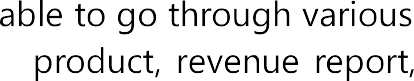 able to go through various
product, revenue report,